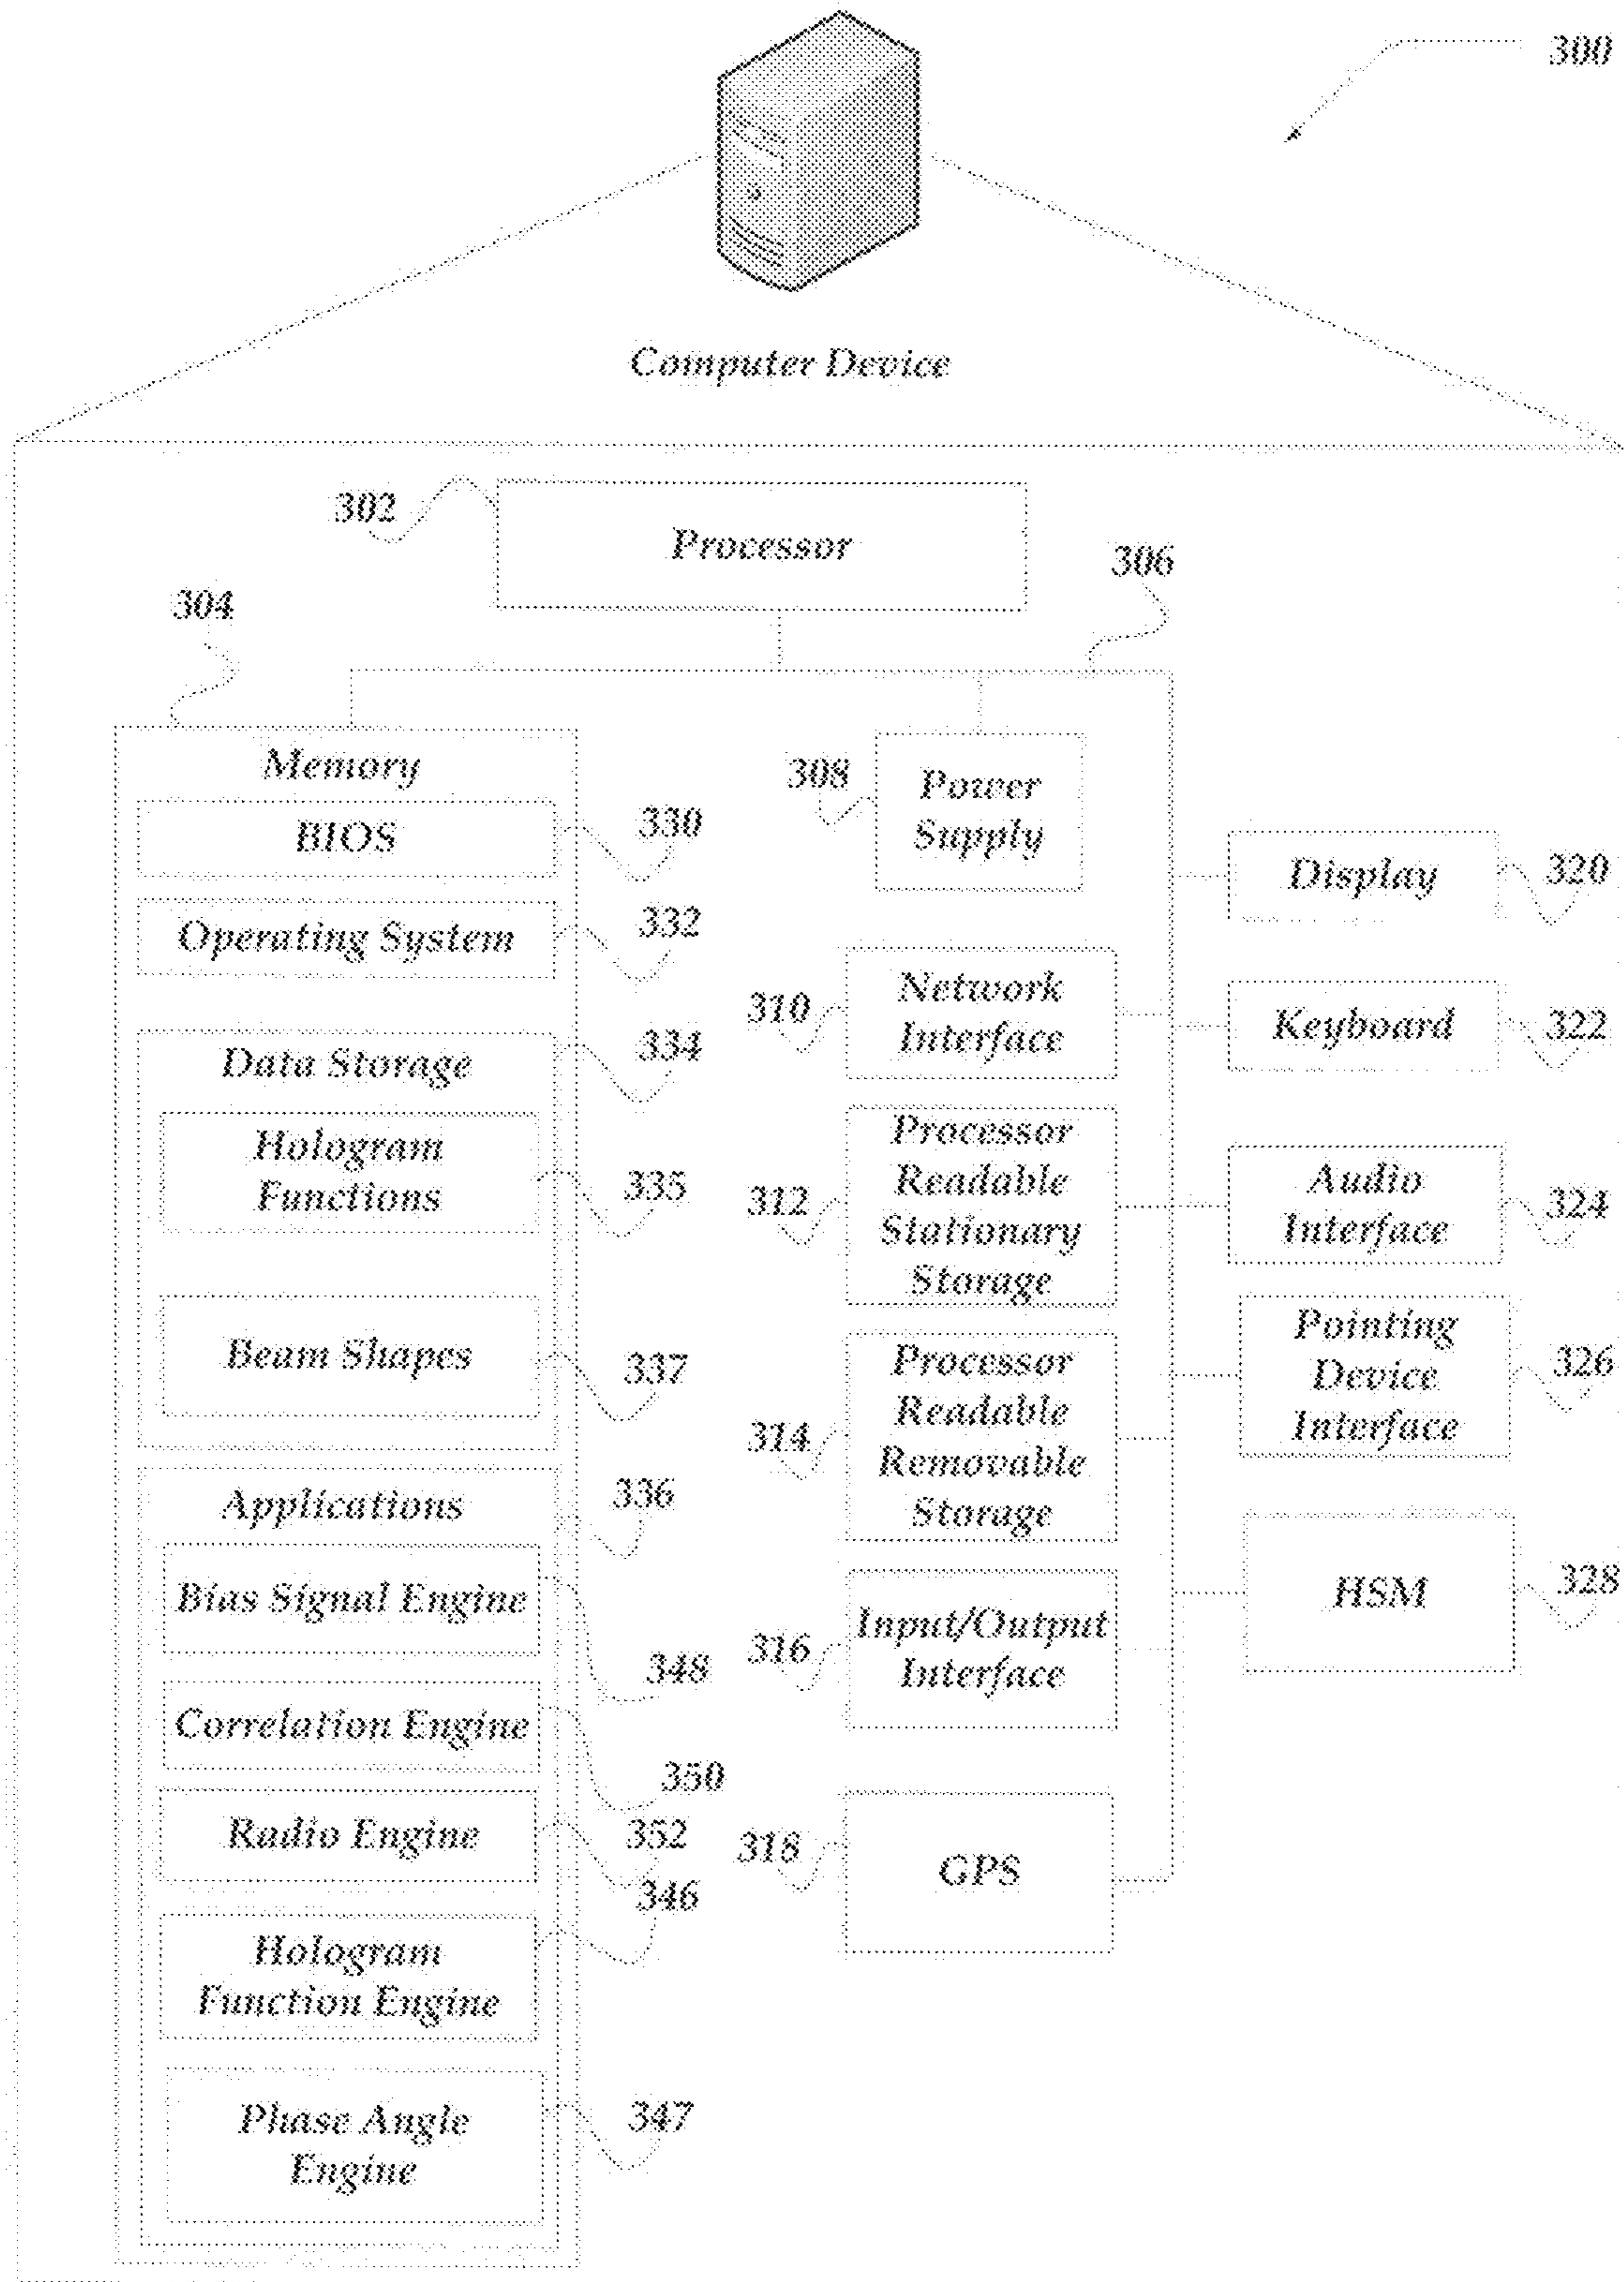 300
Computer Device
302
Processor
306
304
Memory
BIOS
330
Operating System
332
Data Storage
334
Hologram
Functions
335
Beam Shapes
337
Applications
336
Bias Signal Engine
348
Correlation Engine
350
Radio Engine
352
346
Hologram
Function Engine
Phase Angle
Engine
347
308
Power
Supply
310
Network
Interface
312
Processor
Readable
Stationary
Storage
314
Processor
Readable
Removable
Storage
316
Input/Output
Interface
318
GPS
Display
320
Keyboard
322
Audio
Interface
324
Pointing
Device
Interface
326
HSM
328